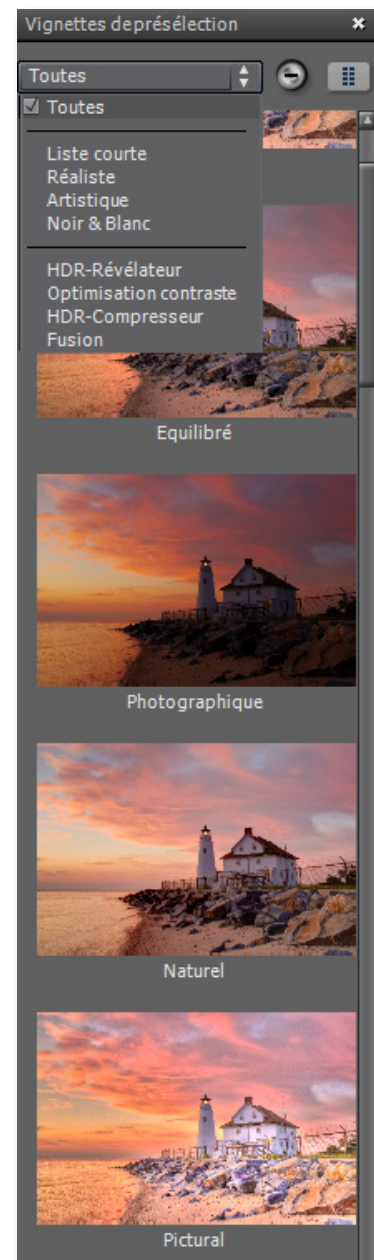 Vignettes deprésélection
Toutes
Toutes
Liste courte
Réaliste
Artistique
Noir & Blanc
HDR-Révélateur
Optimisation contraste
HDR-Compresseur
Fusion
Equilibré
Photographique
Naturel
Pictural